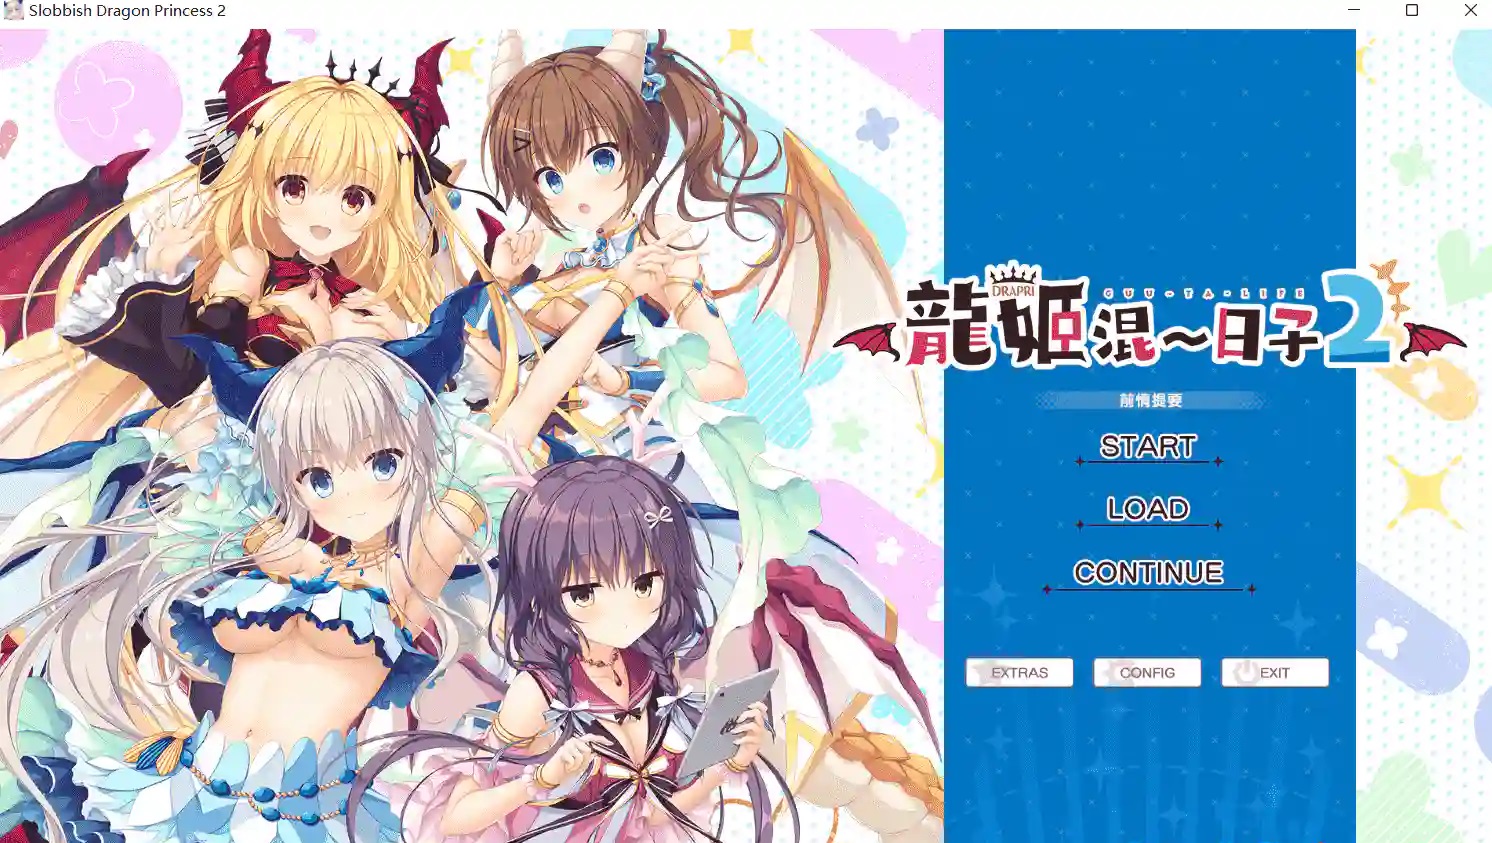 Slobbish Dragon Princess 2
DRAPRI
GUU-TA-LIFE
龍姬混～日子2
前情提要
START
LOAD
CONTINUE
EXTRAS
CONFIG
EXIT